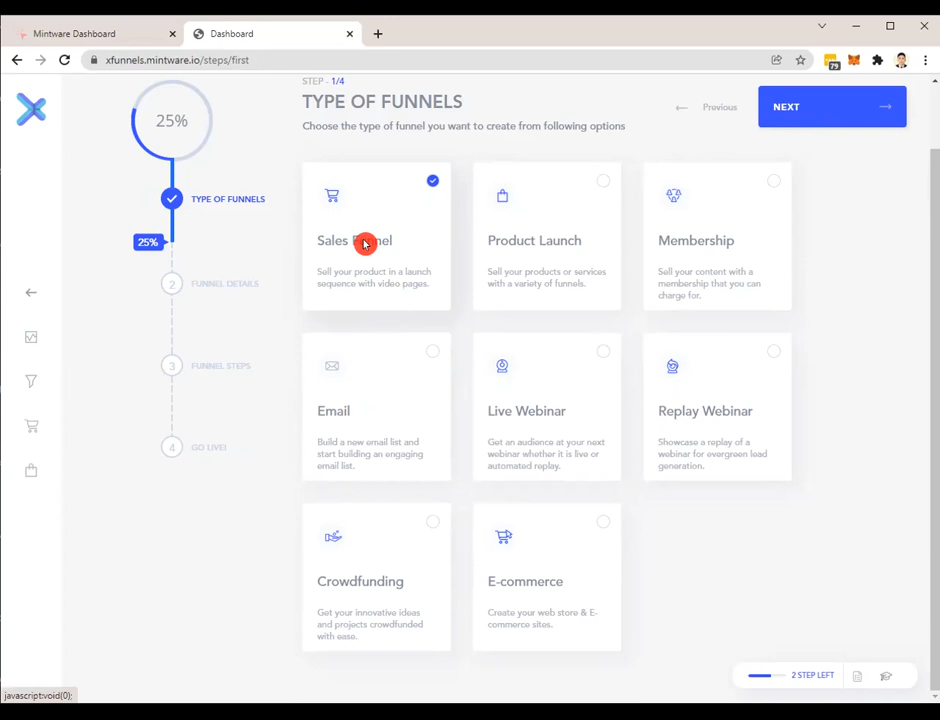 Mintware Dashboard
Dashboard
xfunnels.mintware.io/steps/first
79
STEP - 1/4
TYPE OF FUNNELS
Choose the type of funnel you want to create from following options
Previous
NEXT
25%
TYPE OF FUNNELS
25%
2 FUNNEL DETAILS
3 FUNNEL STEPS
4 GO LIVE!
Sales Funnel
Sell your product in a launch
sequence with video pages.
Product Launch
Sell your products or services
with a variety of funnels.
Membership
Sell your content with a
membership that you can
charge for.
Email
Build a new email list and
start building an engaging
email list.
Live Webinar
Get an audience at your next
webinar whether it is live or
automated replay.
Replay Webinar
Showcase a replay of a
webinar for evergreen lead
generation.
Crowdfunding
Get your innovative ideas
and projects crowdfunded
with ease.
E-commerce
Create your web store & E-
commerce sites.
2 STEP LEFT
javascript:void(0);